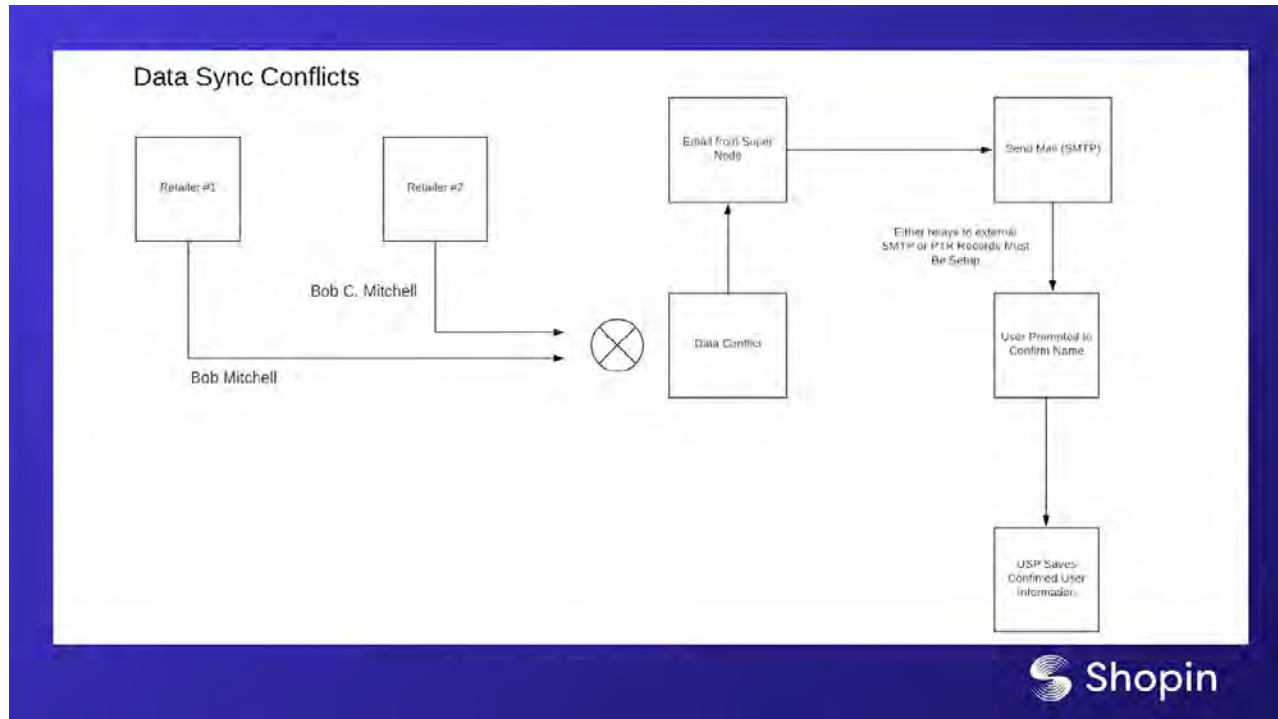 Data Sync Conflicts
Retailer #1
Retailer #2
Bob C. Mitchell
Bob Mitchell
Email from Super
Node
Data Conflict
Send Mail (SMTP)
Either relays to external
SMTP or PTR Records Must
Be Setup
User Prompted to
Confirm Name
USP Saves
Confirmed User
Information
Shopin